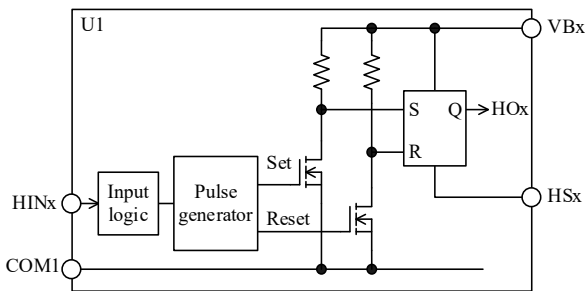 U1
VBx
S
Q
HOx
R
Set
HINx
Input
logic
Pulse
generator
HSx
Reset
COM1